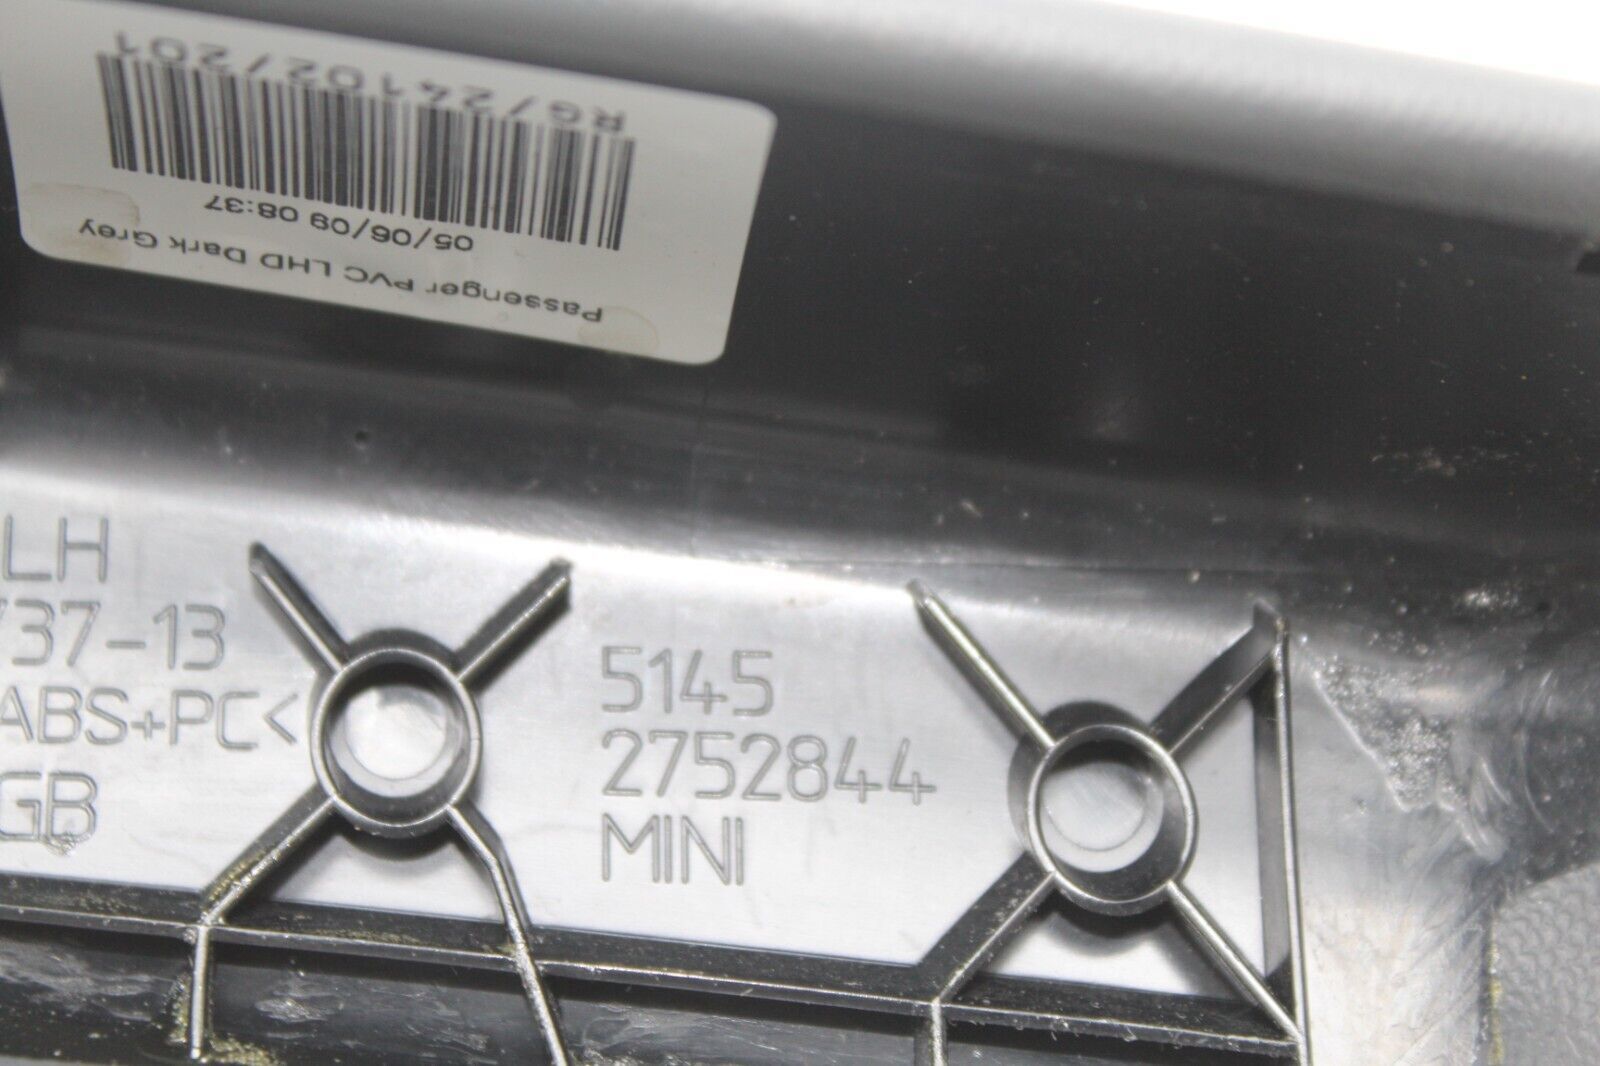 Passenger PVC LHD Dark Grey
05/06/09 08:37
RG/24102/201
LH
737-13
ABS+PC<
GB
5145
2752844
MINI